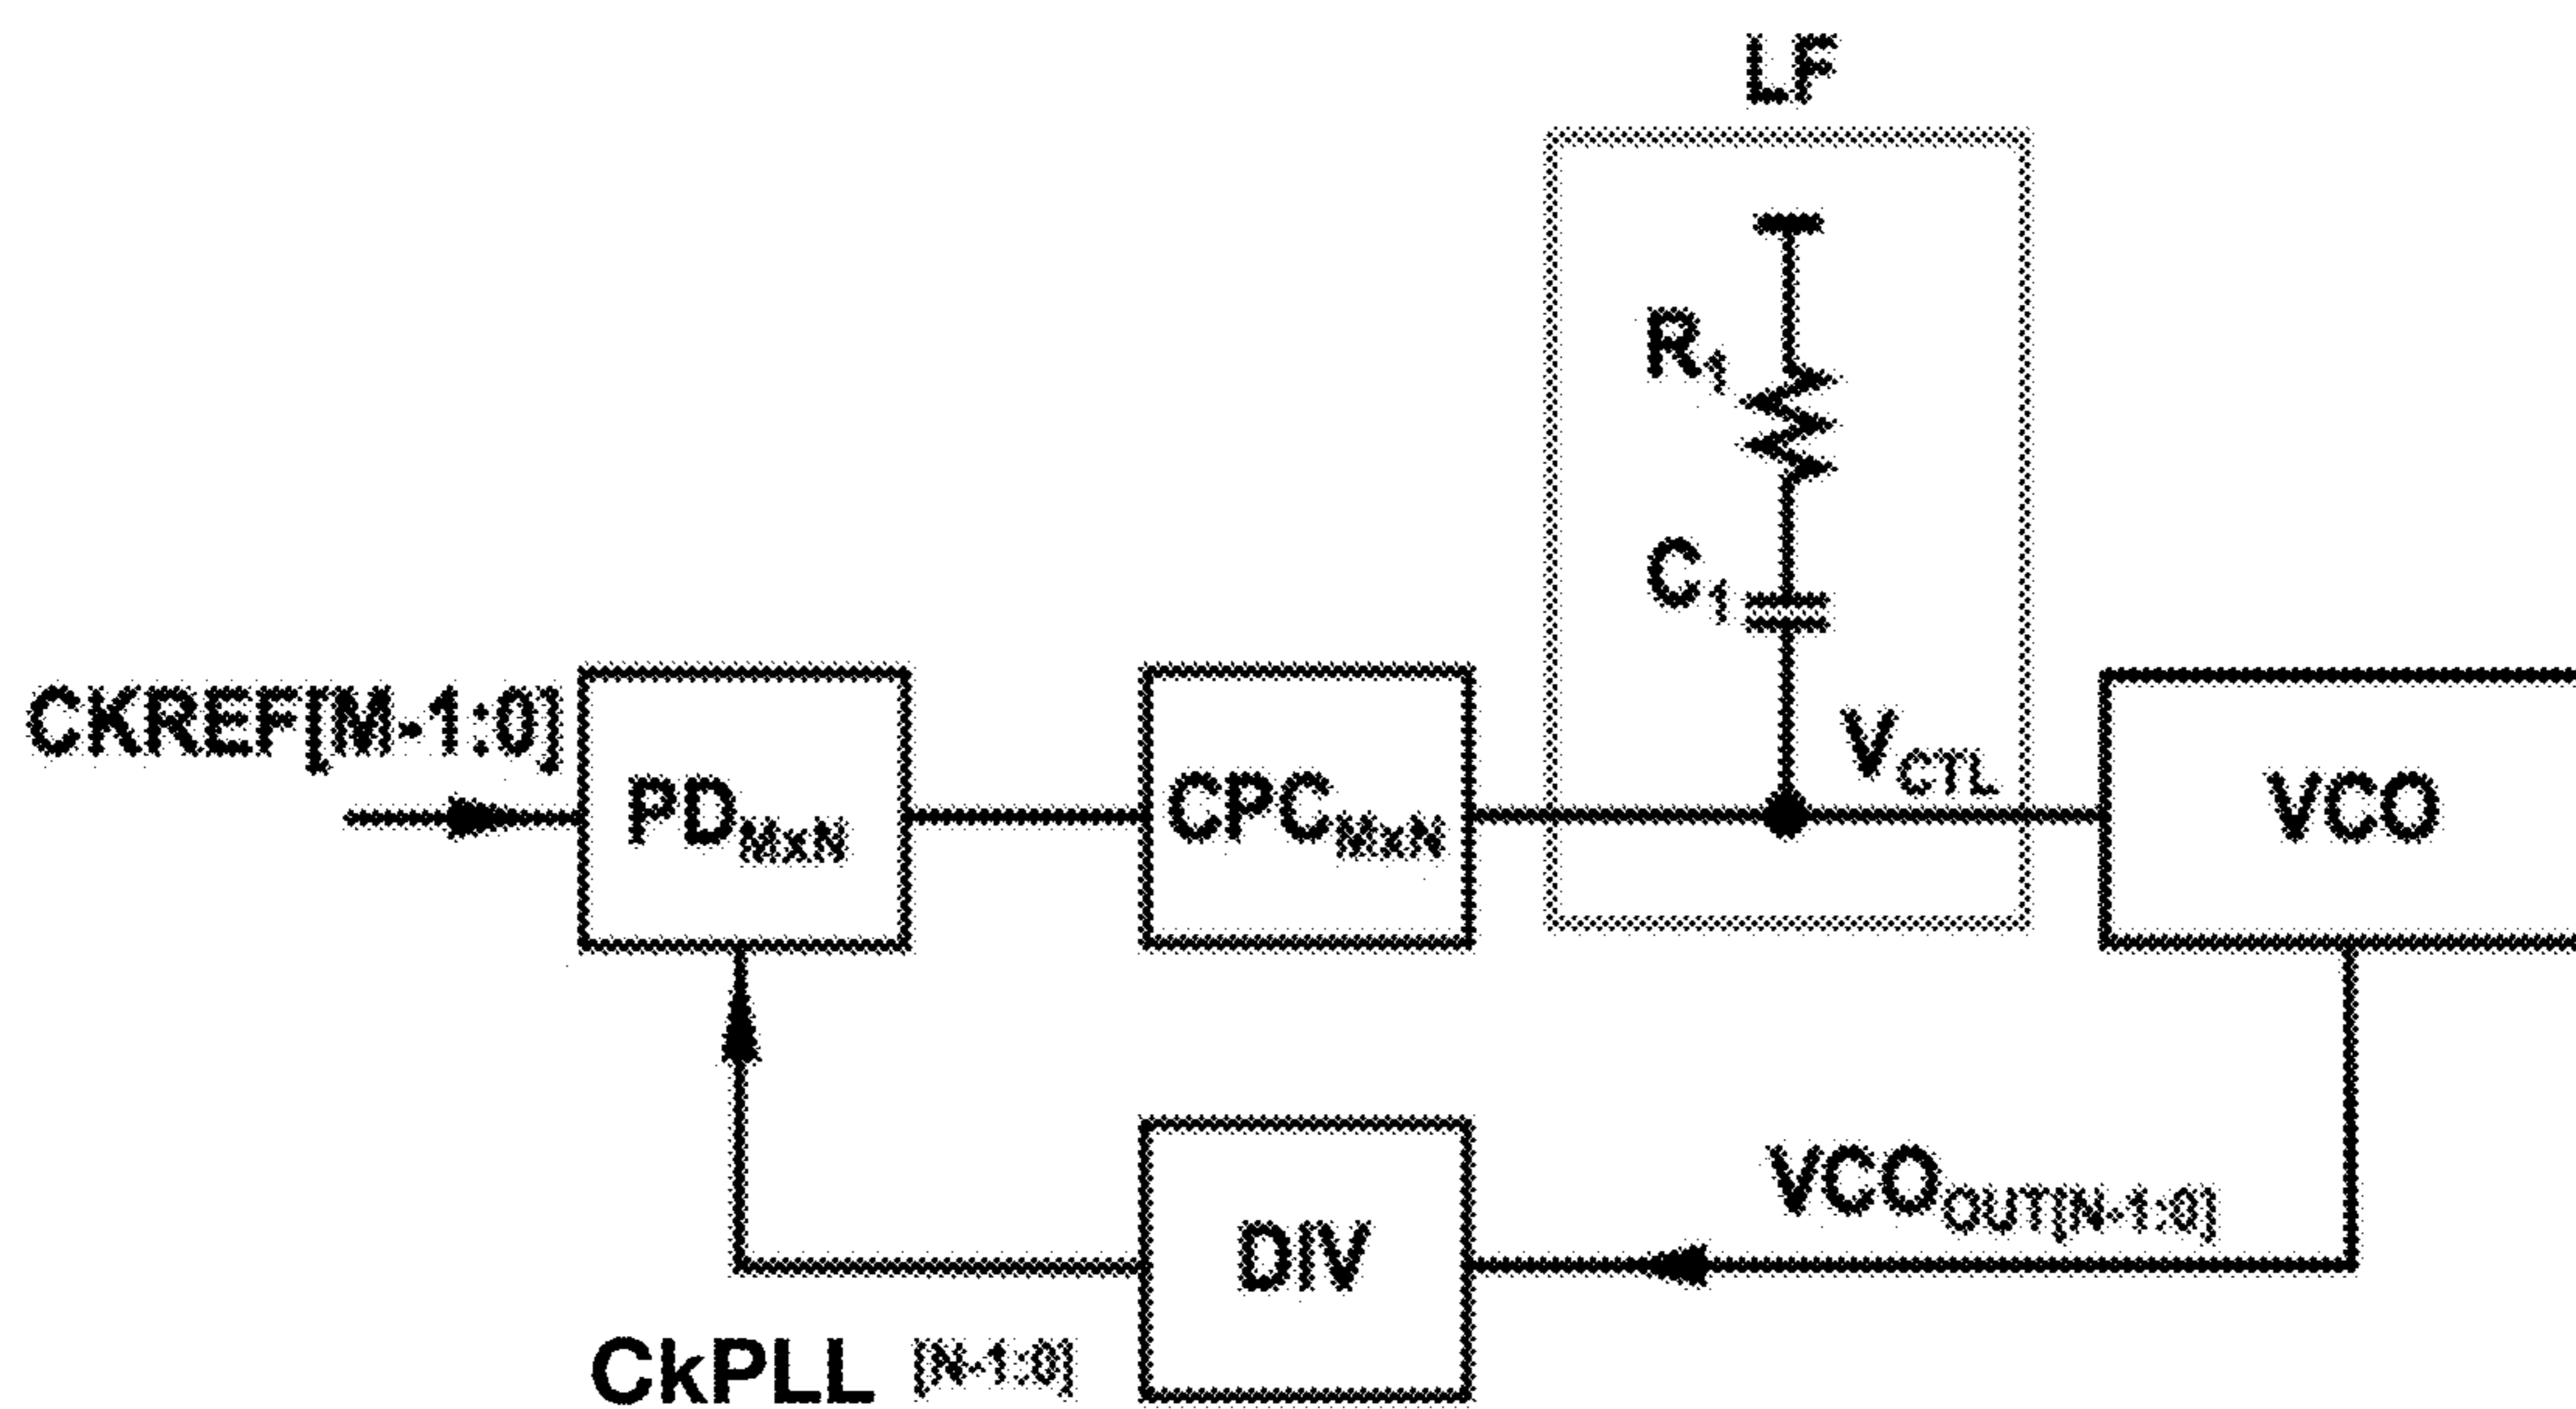 LF
R1
C1
CKREF[M-1:0]
PDMxN
CPCMxN
VCTL
VCO
VCOOUT[N-1:0]
DIV
CkPLL [N-1:0]